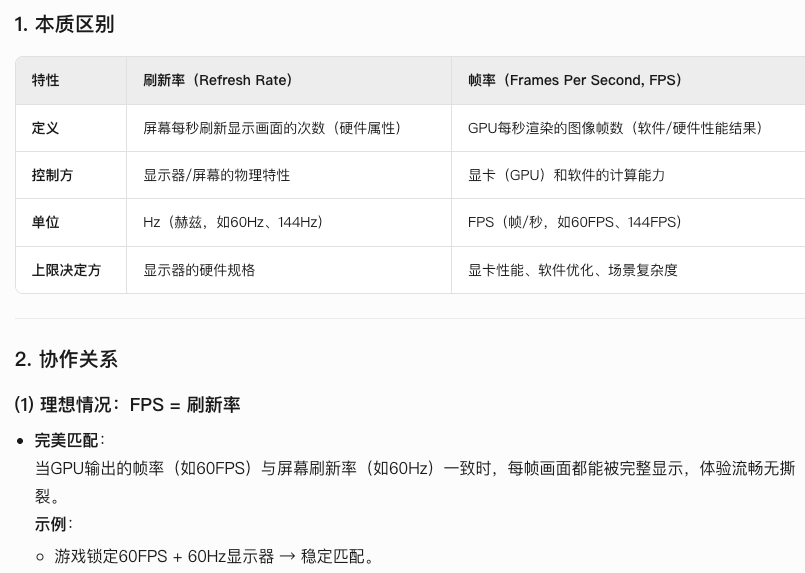 1. 本质区别
特性 刷新率（Refresh Rate） 帧率（Frames Per Second, FPS）
定义 屏幕每秒刷新显示画面的次数（硬件属性） GPU每秒渲染的图像帧数（软件/硬件性能结果）
控制方 显示器/屏幕的物理特性 显卡（GPU）和软件的计算能力
单位 Hz（赫兹，如60Hz、144Hz） FPS（帧/秒，如60FPS、144FPS）
上限决定方 显示器的硬件规格 显卡性能、软件优化、场景复杂度
2. 协作关系
(1) 理想情况：FPS = 刷新率
• 完美匹配：
当GPU输出的帧率（如60FPS）与屏幕刷新率（如60Hz）一致时，每帧画面都能被完整显示，体验流畅无撕
裂。
示例：
○ 游戏锁定60FPS + 60Hz显示器 → 稳定匹配。